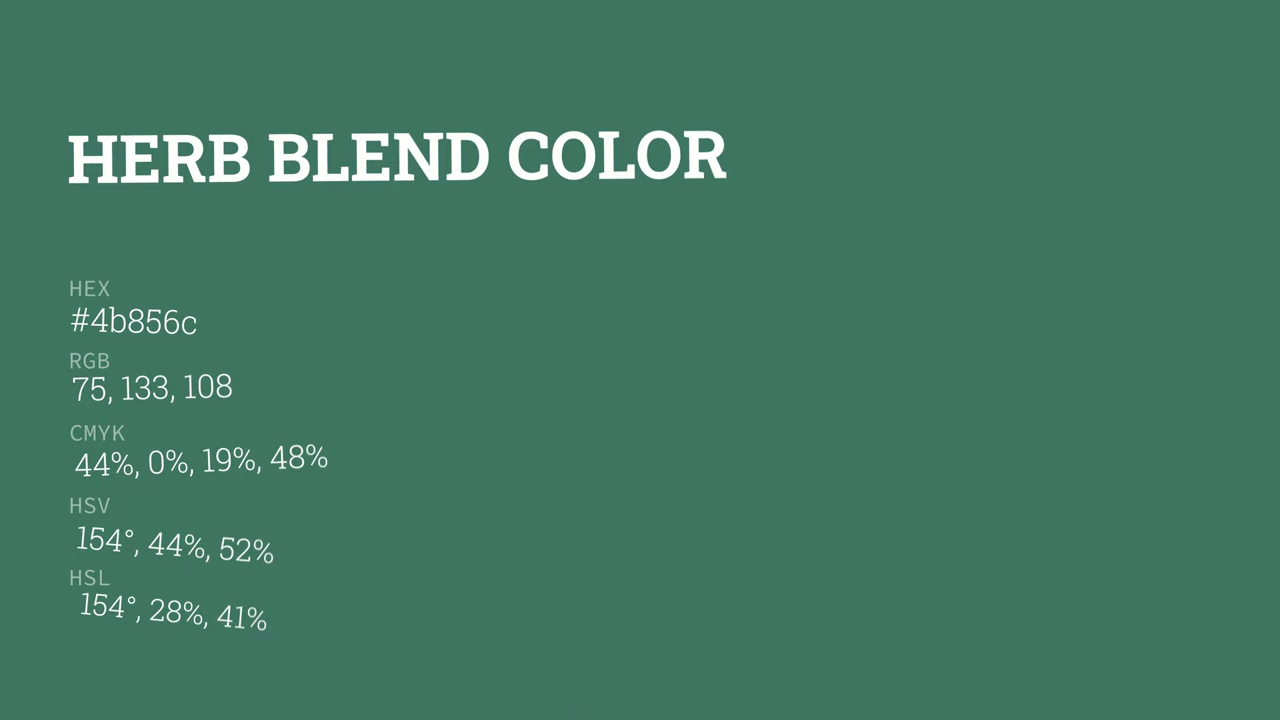 HERB BLEND COLOR
HEX
#4b856c
RGB
75, 133, 108
CMYK
44%, 0%, 19%, 48%
HSV
154°, 44%, 52%
HSL
154°, 28%, 41%